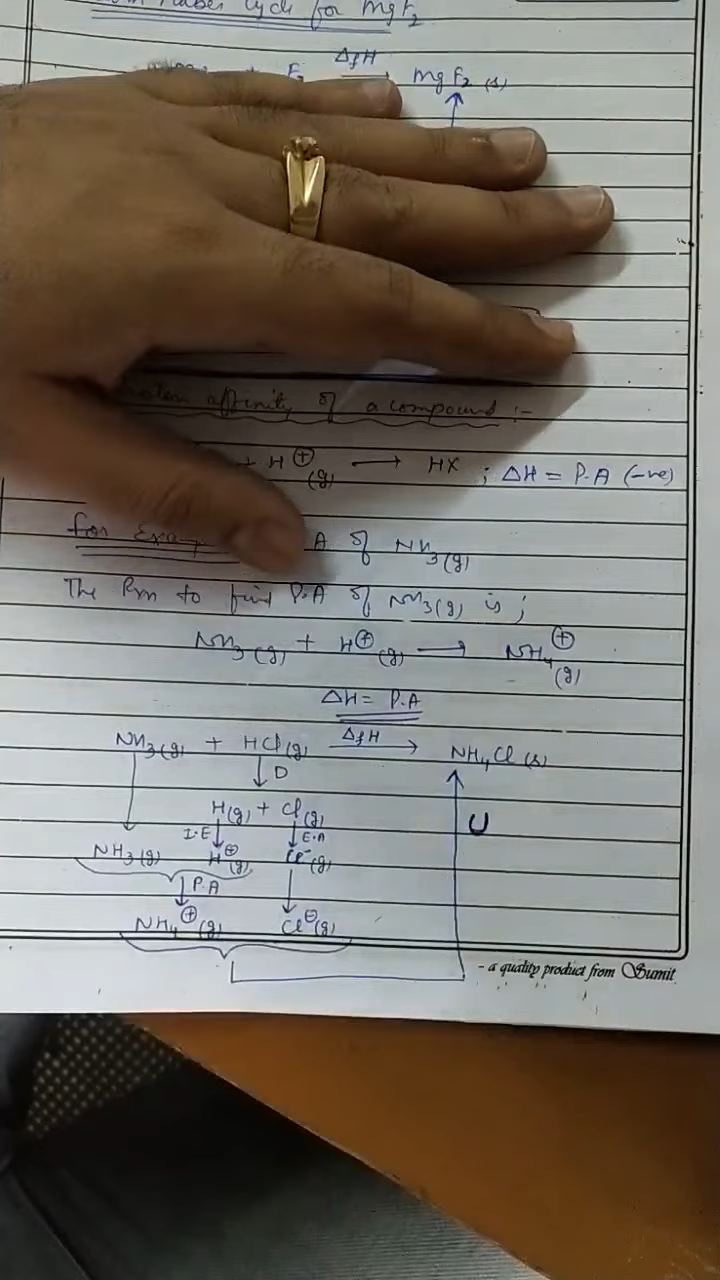 Haber Cycle for MgF2
F2 ΔfH → MgF2 (s)
affinity of a compound :-
+ H⊕(g) → HX ; ΔH = P.A (-ve)
for A of NH3(g)
The Rxn to find P.A of NH3(g) is ;
NH3(g) + H⊕(g) → NH4⊕(g)
ΔH = P.A
NH3(g) + HCl(g) ΔfH → NH4Cl (s)
↓ D
H(g) + Cl(g)
I.E ↓ ↓ E.A U
NH3(g) H⊕(g) Cl⁻(g)
↓ P.A ↓
NH4⊕(g) Cl⊖(g)
- a quality product from Sumit